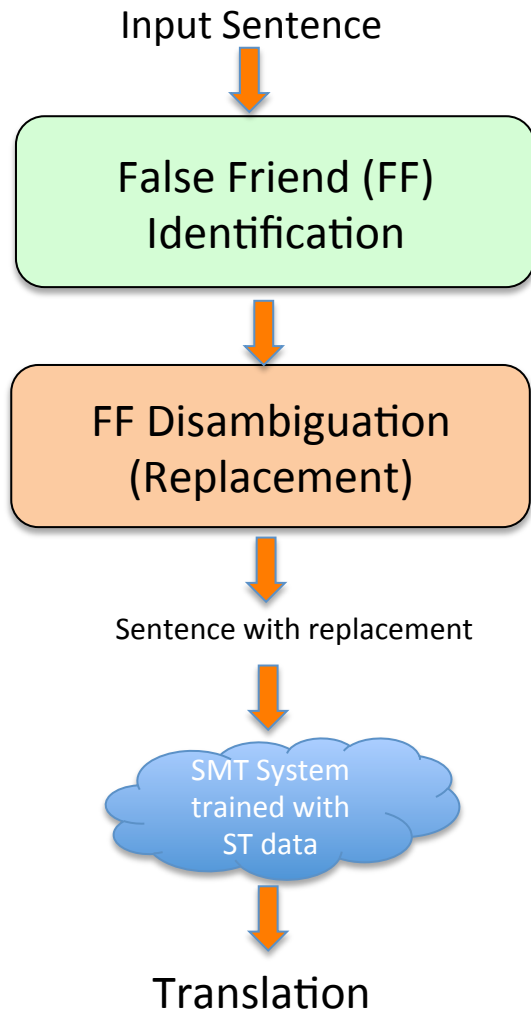 Input Sentence
False Friend (FF)
Identification
FF Disambiguation
(Replacement)
Sentence with replacement
SMT System
trained with
ST data
Translation